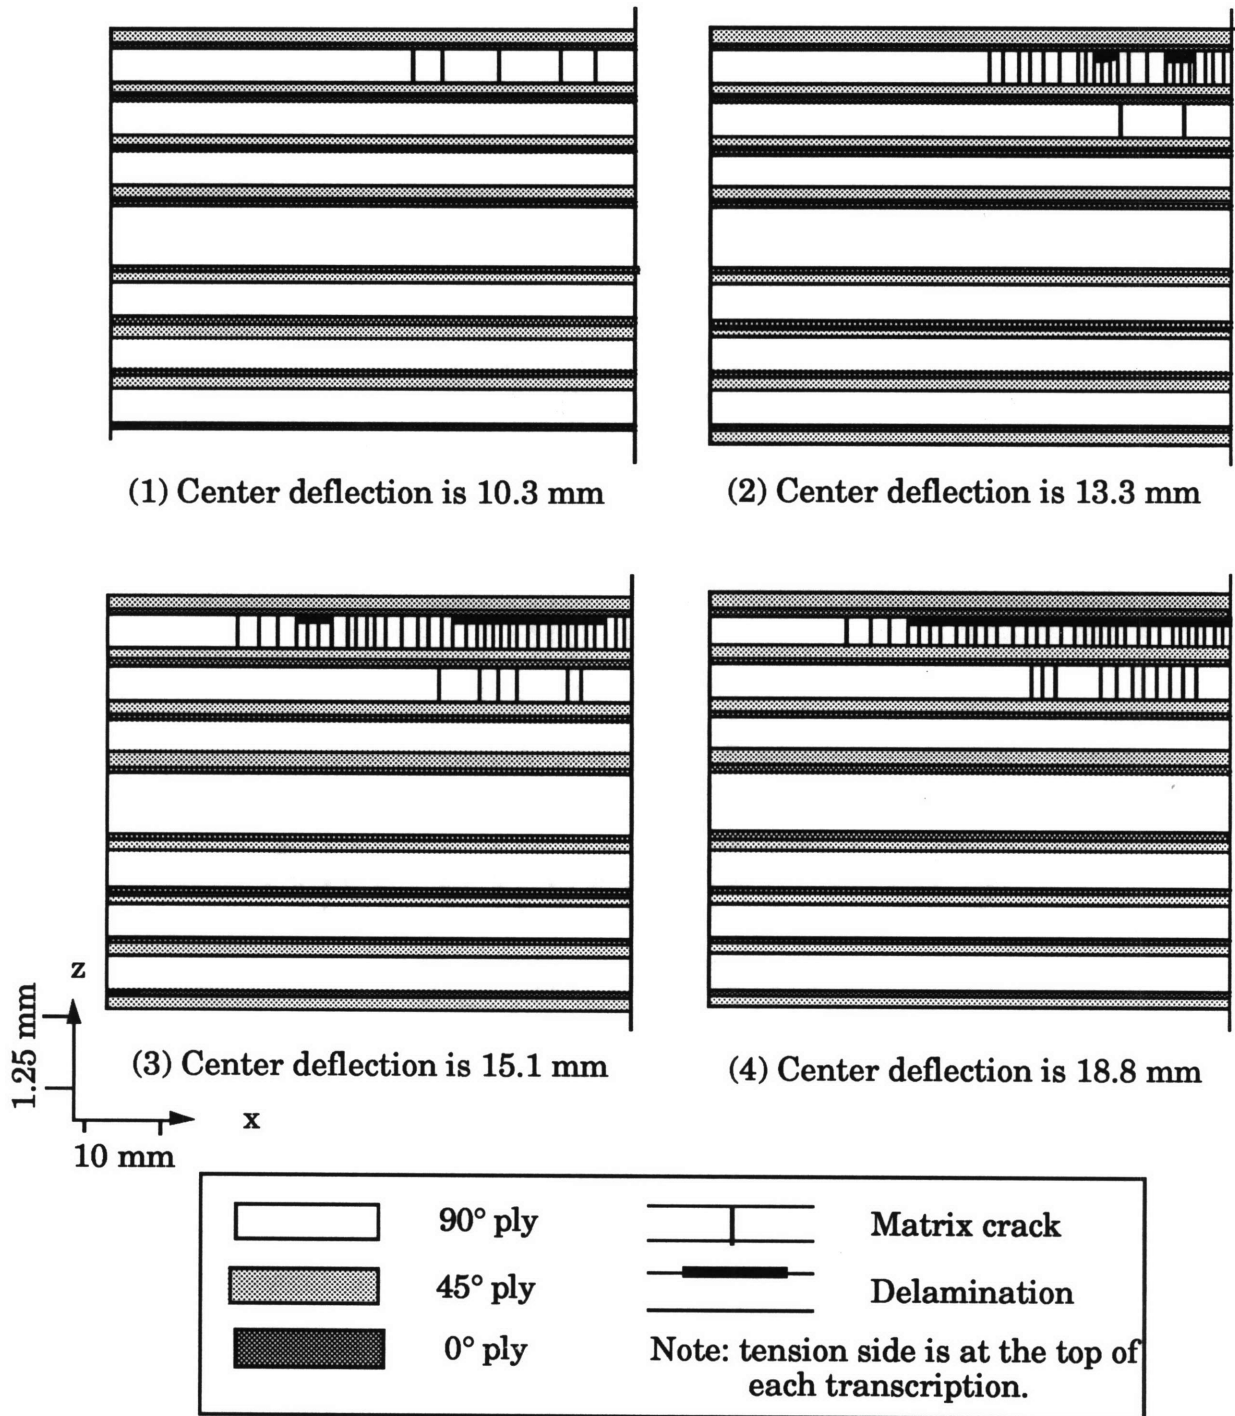 (1) Center deflection is 10.3 mm
(2) Center deflection is 13.3 mm
(3) Center deflection is 15.1 mm
(4) Center deflection is 18.8 mm
z
1.25 mm
x
10 mm
90° ply
Matrix crack
45° ply
Delamination
0° ply
Note: tension side is at the top of
each transcription.